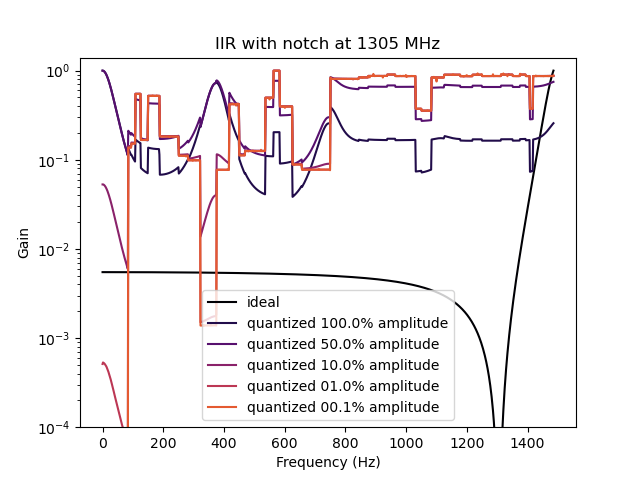 IIR with notch at 1305 MHz
Gain
10⁰
10⁻¹
10⁻²
10⁻³
10⁻⁴
ideal
quantized 100.0% amplitude
quantized 50.0% amplitude
quantized 10.0% amplitude
quantized 01.0% amplitude
quantized 00.1% amplitude
0 200 400 600 800 1000 1200 1400
Frequency (Hz)